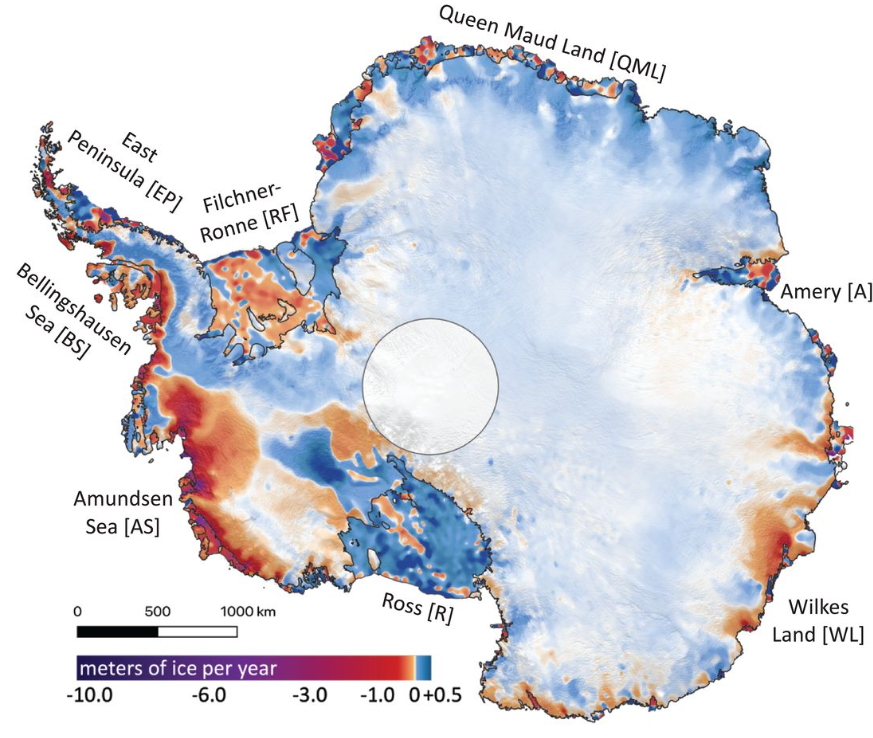 Queen Maud Land [QML]
East
Peninsula [EP]
Filchner-
Ronne [RF]
Bellingshausen
Sea [BS]
Amery [A]
Amundsen
Sea [AS]
Ross [R]
Wilkes
Land [WL]
0 500 1000 km
meters of ice per year
-10.0 -6.0 -3.0 -1.0 0 +0.5